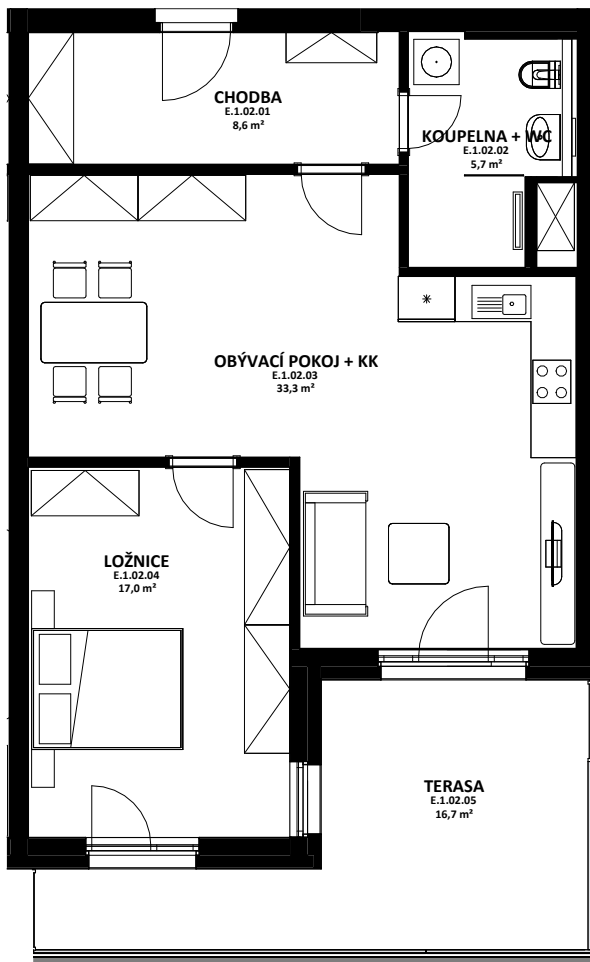 CHODBA
E.1.02.01
8,6 m²
KOUPELNA + WC
E.1.02.02
5,7 m²
OBÝVACÍ POKOJ + KK
E.1.02.03
33,3 m²
LOŽNICE
E.1.02.04
17,0 m²
TERASA
E.1.02.05
16,7 m²